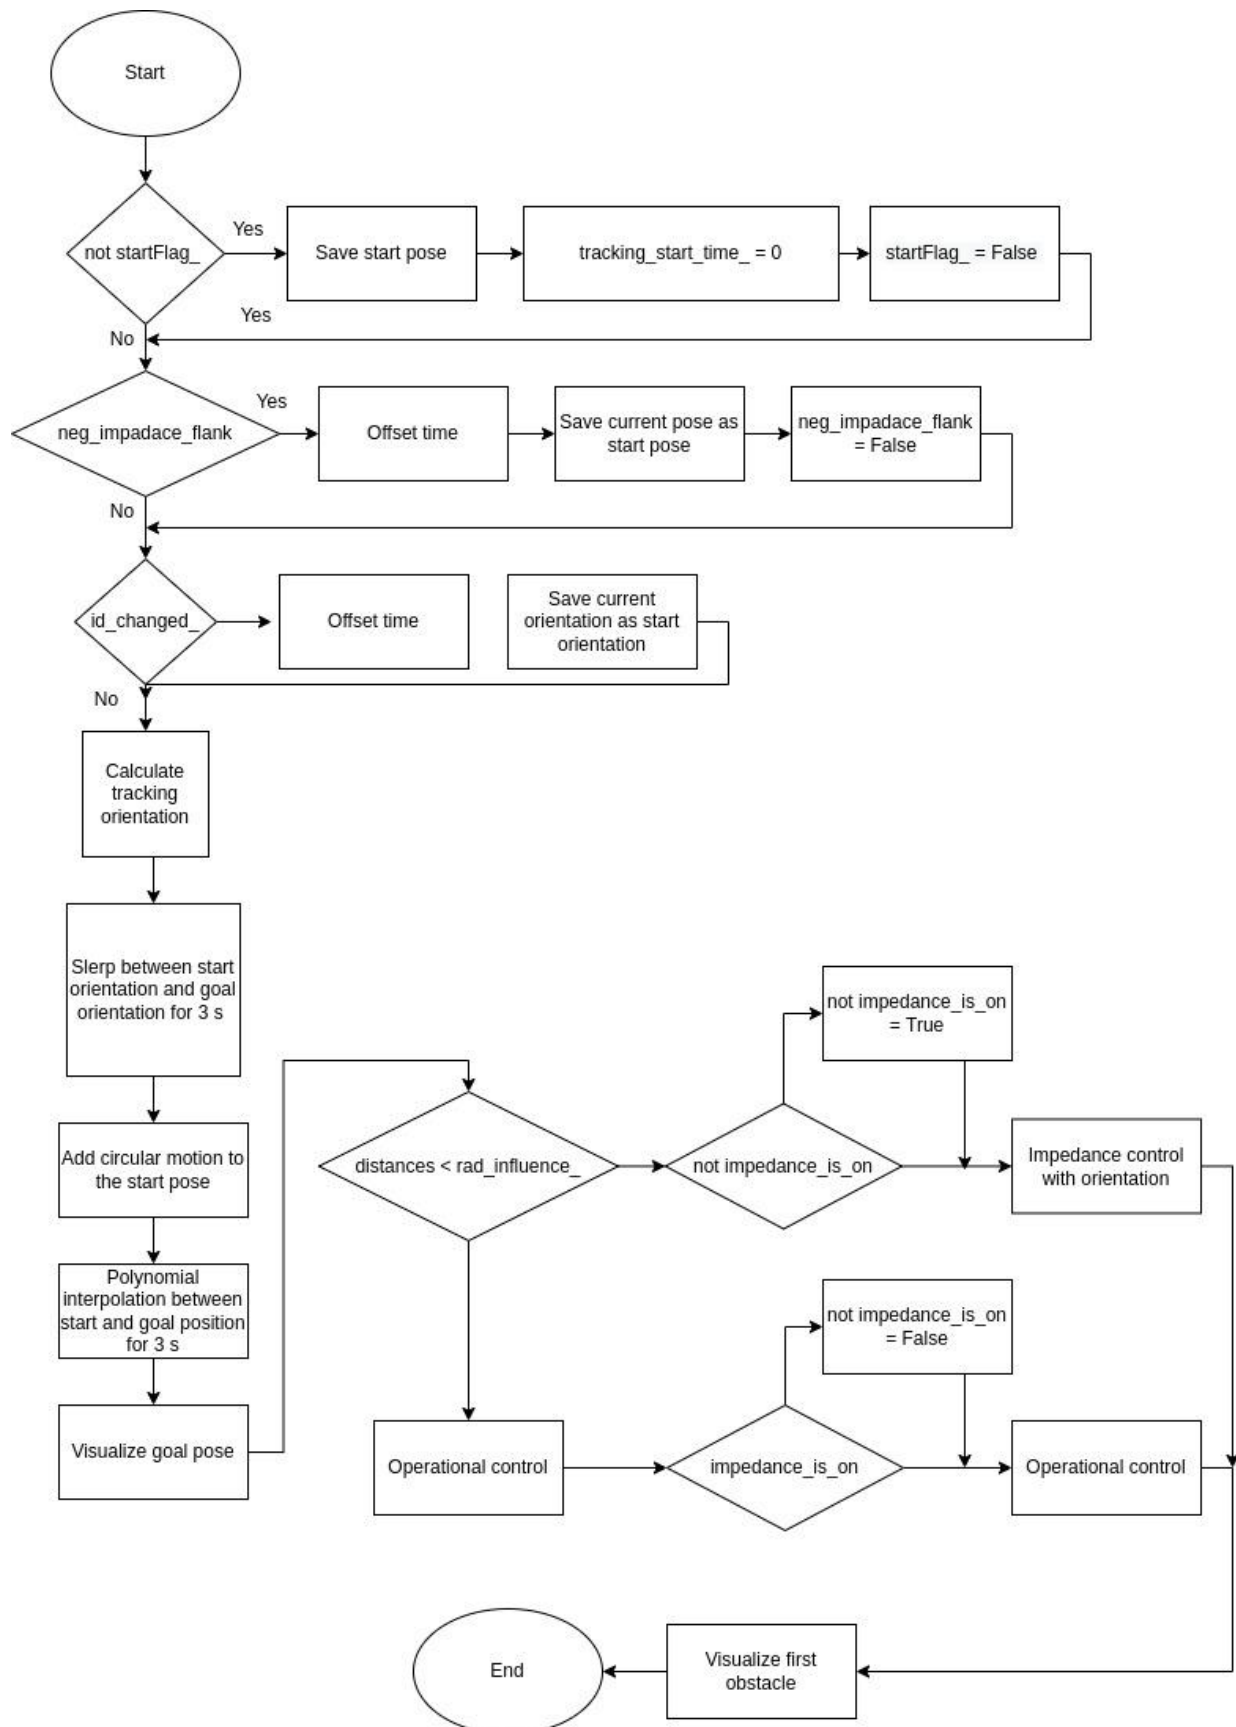 Start
not startFlag_
Yes
Save start pose
tracking_start_time_ = 0
startFlag_ = False
Yes
No
neg_impadace_flank
Yes
Offset time
Save current pose as
start pose
neg_impadace_flank
= False
No
id_changed_
Offset time
Save current
orientation as start
orientation
No
Calculate
tracking
orientation
Slerp between start
orientation and goal
orientation for 3 s
Add circular motion to
the start pose
Polynomial
interpolation between
start and goal position
for 3 s
Visualize goal pose
distances < rad_influence_
not impedance_is_on
not impedance_is_on
= True
Impedance control
with orientation
Operational control
impedance_is_on
not impedance_is_on
= False
Operational control
Visualize first
obstacle
End